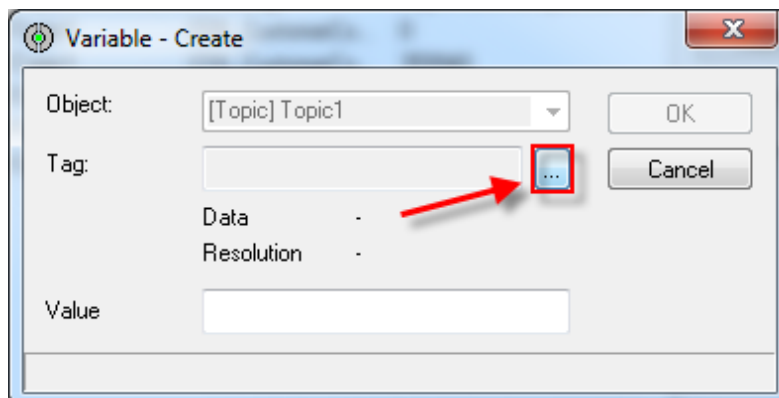 Variable - Create
Object:
[Topic] Topic1
OK
Tag:
...
Cancel
Data -
Resolution -
Value